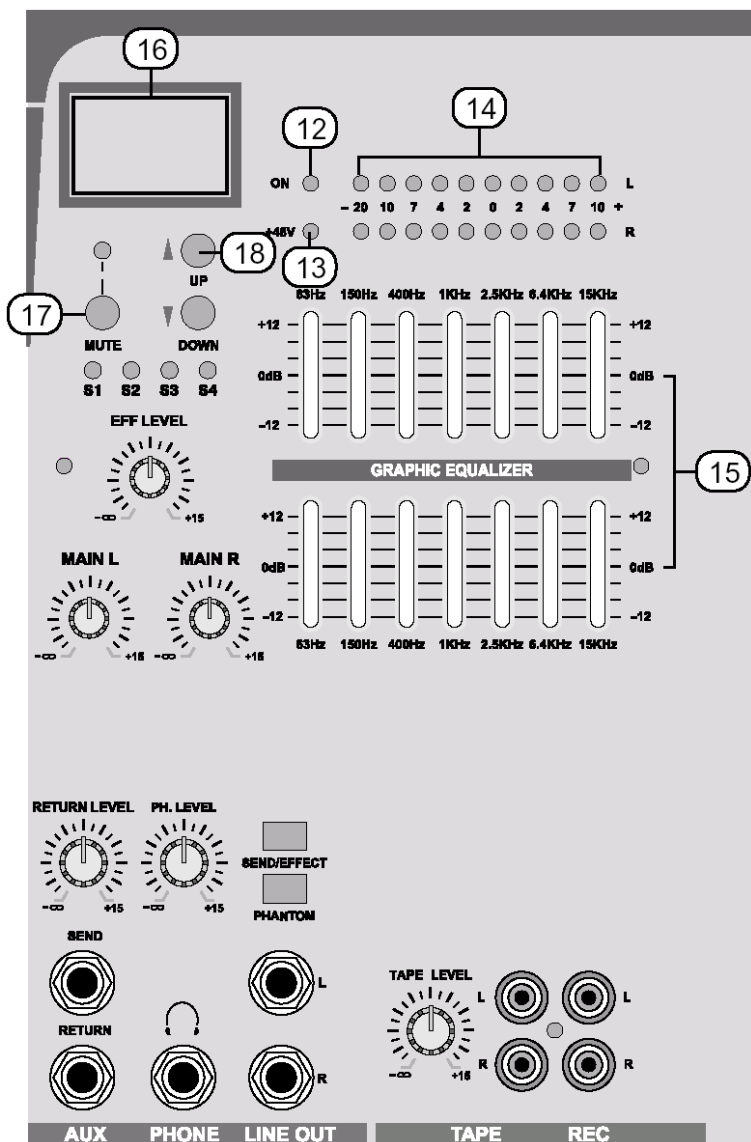 16
12
14
ON
L
- 20 10 7 4 2 0 2 4 7 10 +
+48V
R
18
13
UP
17
63Hz 150Hz 400Hz 1KHz 2.5KHz 6.4KHz 15KHz
MUTE DOWN
+12 +12
S1 S2 S3 S4
0dB 0dB
EFF LEVEL
-12 -12
GRAPHIC EQUALIZER
15
-∞ +15
+12 +12
MAIN L MAIN R
0dB 0dB
-12 -12
-∞ +15 -∞ +15
63Hz 150Hz 400Hz 1KHz 2.5KHz 6.4KHz 15KHz
RETURN LEVEL PH. LEVEL
SEND/EFFECT
-∞ +15 -∞ +15
PHANTOM
SEND
TAPE LEVEL
L
L L
RETURN
R R
-∞ +15
R
AUX PHONE LINE OUT TAPE REC